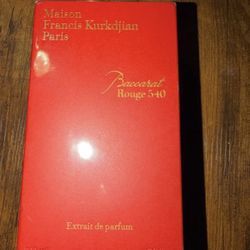 Maison
Francis Kurkdjian
Paris
Baccarat
Rouge 540
Extrait de parfum